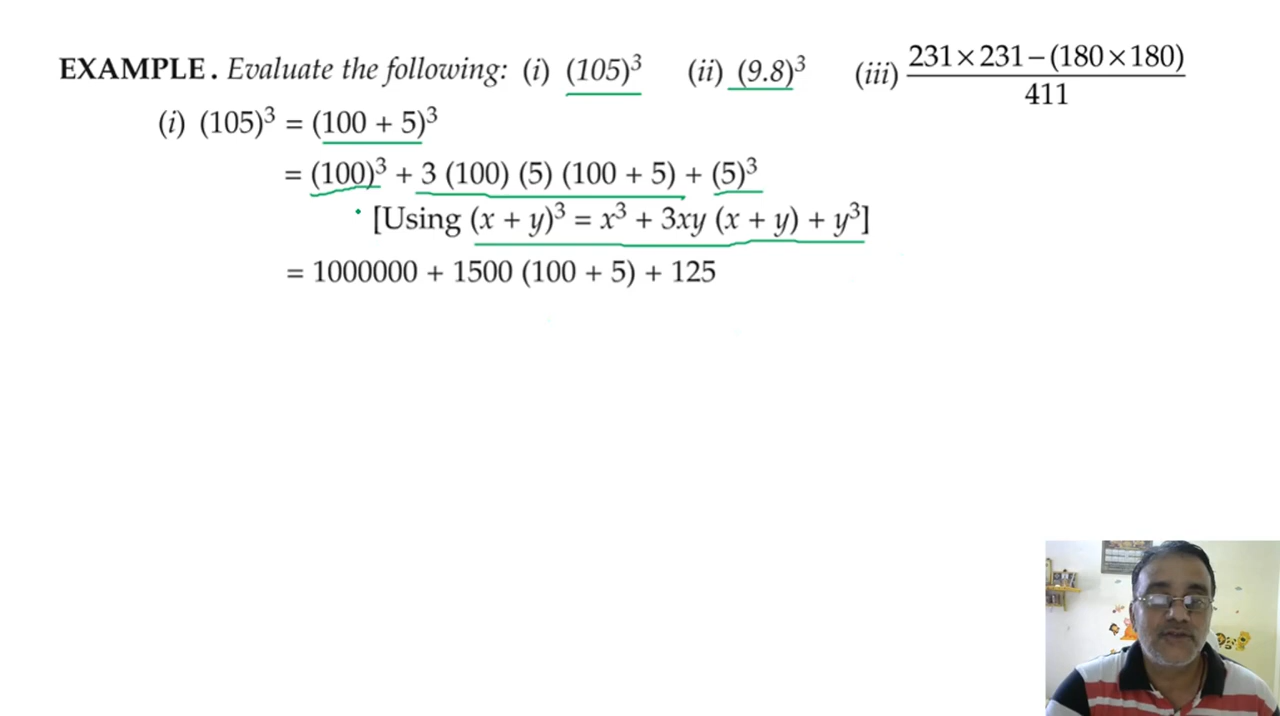 EXAMPLE. Evaluate the following: (i) (105)³ (ii) (9.8)³ (iii) \frac{231×231−(180×180)}{411}
(i) (105)³ = (100 + 5)³
= (100)³ + 3 (100) (5) (100 + 5) + (5)³
[Using (x + y)³ = x³ + 3xy (x + y) + y³]
= 1000000 + 1500 (100 + 5) + 125